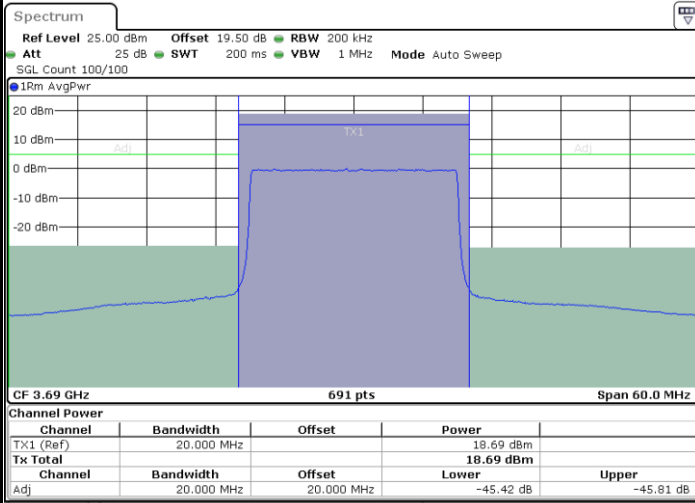 Spectrum
Ref Level 25.00 dBm Offset 19.50 dB RBW 200 kHz
Att 25 dB SWT 200 ms VBW 1 MHz Mode Auto Sweep
SGL Count 100/100
1Rm AvgPwr
20 dBm
TX1
10 dBm
Adj Adj
0 dBm
-10 dBm
-20 dBm
CF 3.69 GHz 691 pts Span 60.0 MHz
Channel Power
Channel Bandwidth Offset Power
TX1 (Ref) 20.000 MHz 18.69 dBm
Tx Total 18.69 dBm
Channel Bandwidth Offset Lower Upper
Adj 20.000 MHz 20.000 MHz -45.42 dB -45.81 dB